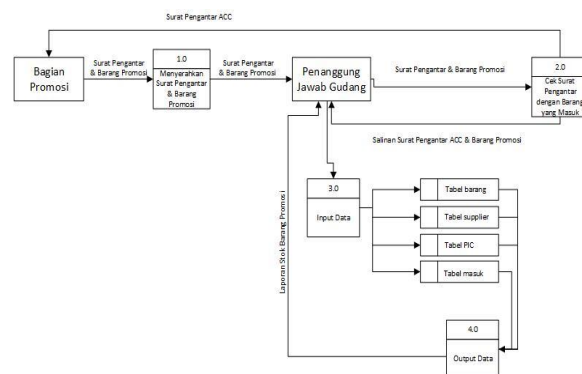 Surat Pengantar ACC
Bagian
Promosi
Surat Pengantar
& Barang Promosi
1.0
Menyerahkan
Surat Pengantar
& Barang
Promosi
Surat Pengantar
& Barang Promosi
Penanggung
Jawab Gudang
Surat Pengantar & Barang Promosi
2.0
Cek Surat
Pengantar
dengan Barang
yang Masuk
Salinan Surat Pengantar ACC & Barang Promosi
3.0
Input Data
Tabel barang
Tabel supplier
Tabel PIC
Tabel masuk
Laporan Stok Barang Promosi
4.0
Output Data